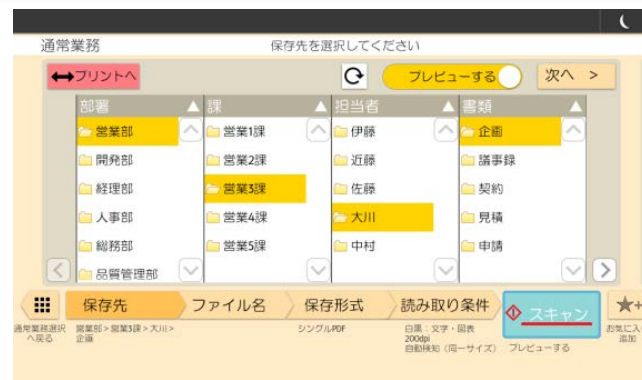 通常業務
保存先を選択してください
プリントへ
プレビューする
次へ >
部署 課 担当者 書類
営業部 営業1課 伊藤 企画
開発部 営業2課 近藤 議事録
経理部 営業3課 佐藤 契約
人事部 営業4課 大川 見積
総務部 営業5課 中村 申請
品質管理部
保存先 ファイル名 保存形式 読み取り条件 スキャン
通常業務選択
へ戻る
営業部>営業3課>大川>
企画
シングルPDF
白黒:文字・図表
200dpi
自動検知(同一サイズ)
プレビューする
お気に入
追加